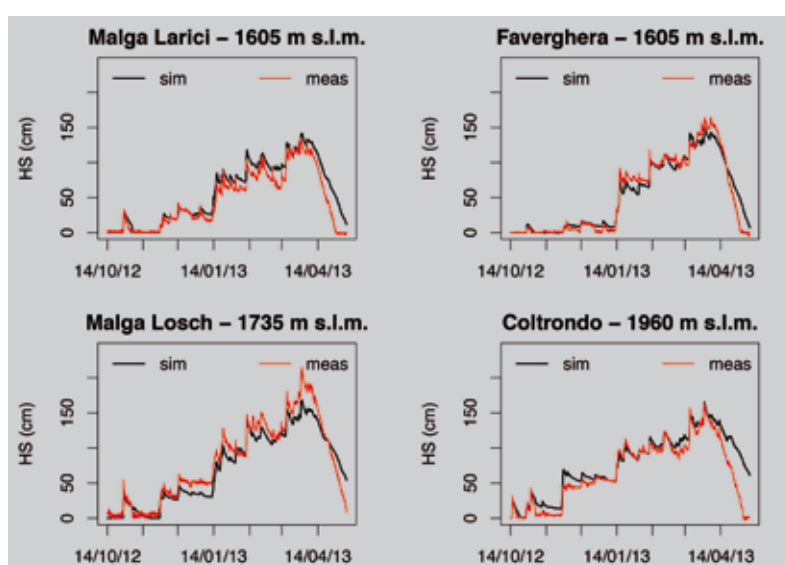 Malga Larici – 1605 m s.l.m.
sim meas
HS (cm)
0 50 150
14/10/12 14/01/13 14/04/13
Faverghera – 1605 m s.l.m.
sim meas
HS (cm)
0 50 150
14/10/12 14/01/13 14/04/13
Malga Losch – 1735 m s.l.m.
sim meas
HS (cm)
0 50 150
14/10/12 14/01/13 14/04/13
Coltrondo – 1960 m s.l.m.
sim meas
HS (cm)
0 50 150
14/10/12 14/01/13 14/04/13